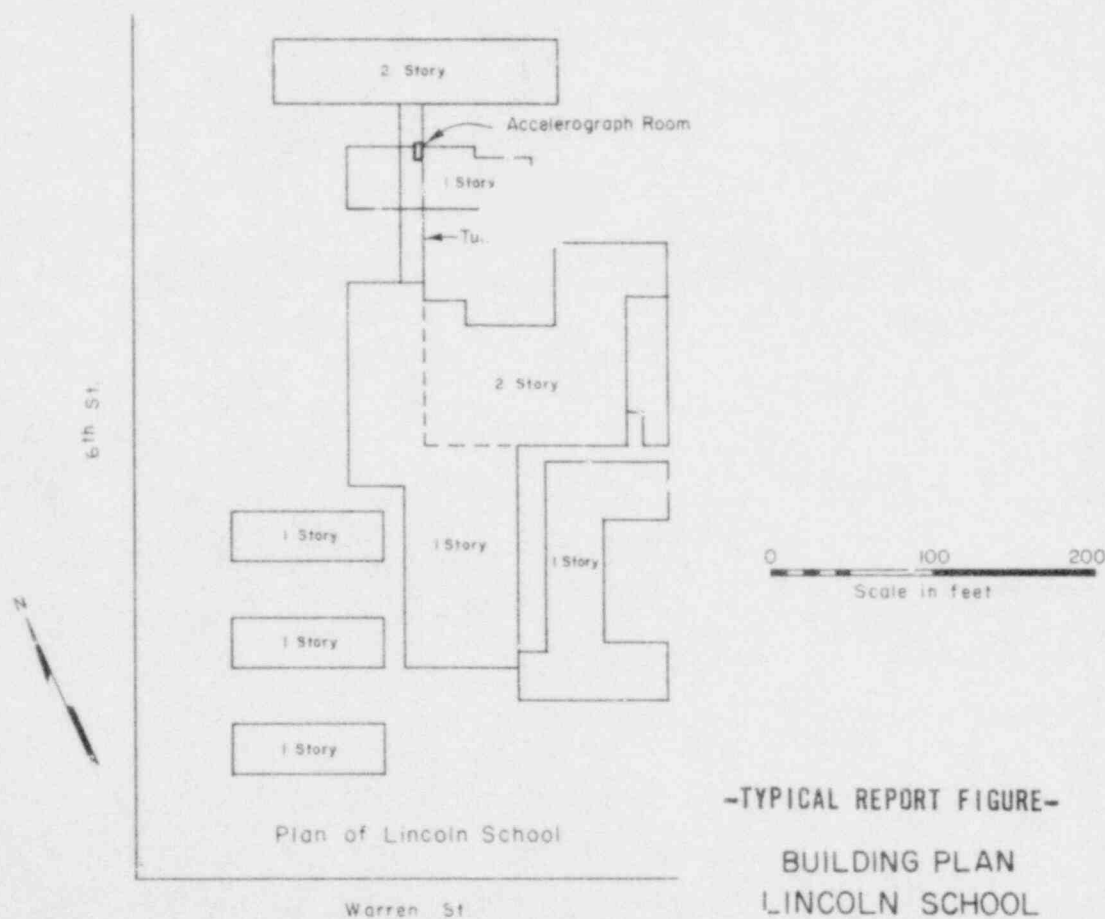 2 Story
Accelerograph Room
1 Story
2 Story
6th St.
1 Story
1 Story
1 Story
0 100 200
Scale in feet
N
1 Story
1 Story
Plan of Lincoln School
Warren St
-TYPICAL REPORT FIGURE-
BUILDING PLAN
LINCOLN SCHOOL